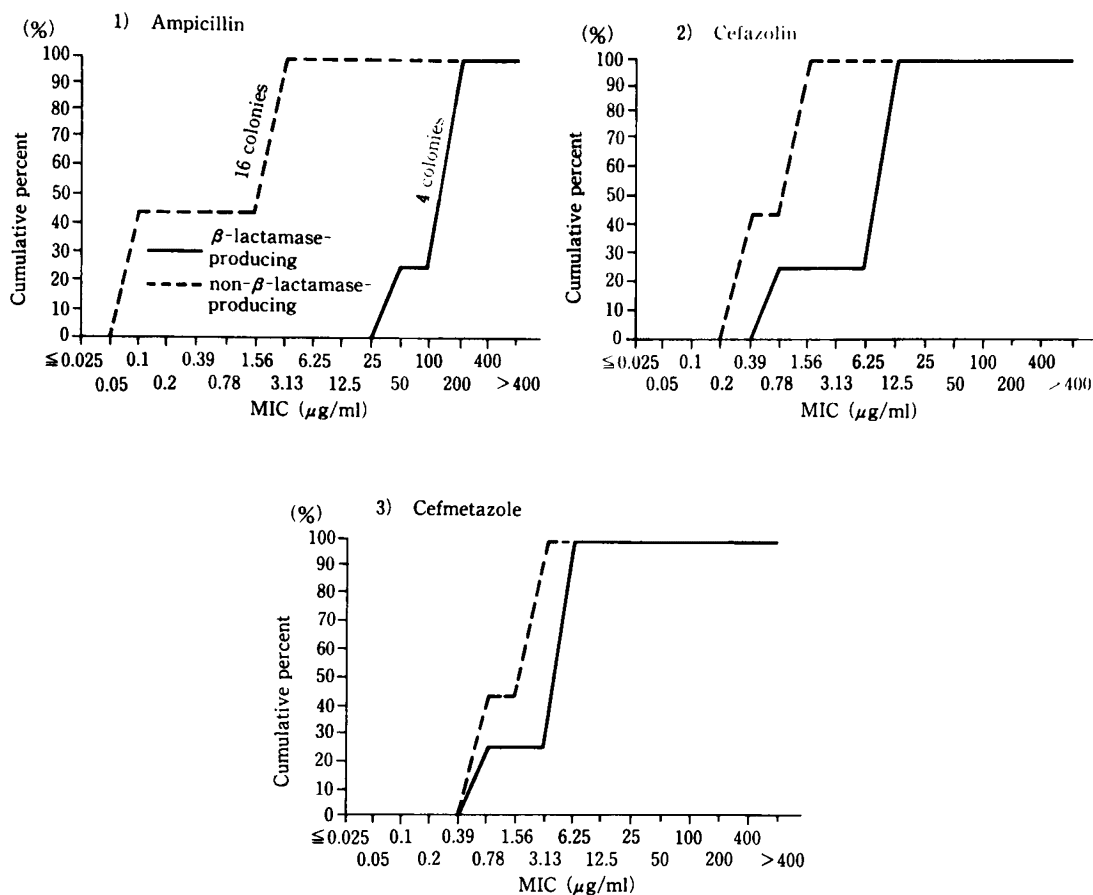 1) Ampicillin
(%)
100
90
80
70
60
50
40
30
20
10
0
Cumulative percent
16 colonies
4 colonies
β-lactamase-
producing
non-β-lactamase-
producing
≦0.025 0.1 0.39 1.56 6.25 25 100 400
0.05 0.2 0.78 3.13 12.5 50 200 >400
MIC (μg/ml)
2) Cefazolin
(%)
100
90
80
70
60
50
40
30
20
10
0
Cumulative percent
≦0.025 0.1 0.39 1.56 6.25 25 100 400
0.05 0.2 0.78 3.13 12.5 50 200 >400
MIC (μg/ml)
3) Cefmetazole
(%)
100
90
80
70
60
50
40
30
20
10
0
Cumulative percent
≦0.025 0.1 0.39 1.56 6.25 25 100 400
0.05 0.2 0.78 3.13 12.5 50 200 >400
MIC (μg/ml)